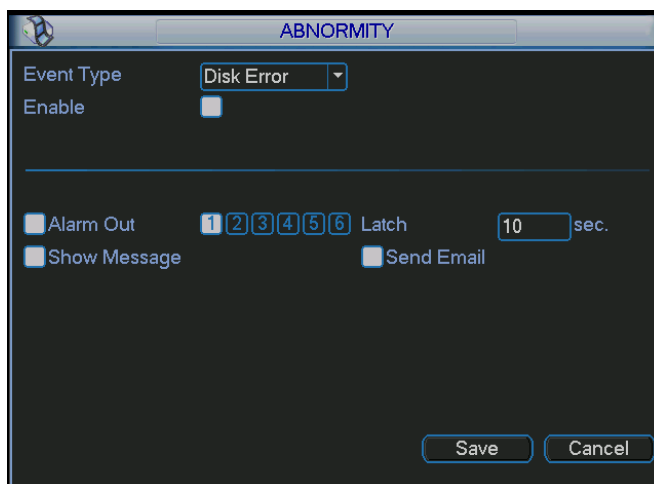 ABNORMITY
Event Type Disk Error
Enable
Alarm Out 1 2 3 4 5 6 Latch 10 sec.
Show Message Send Email
Save Cancel